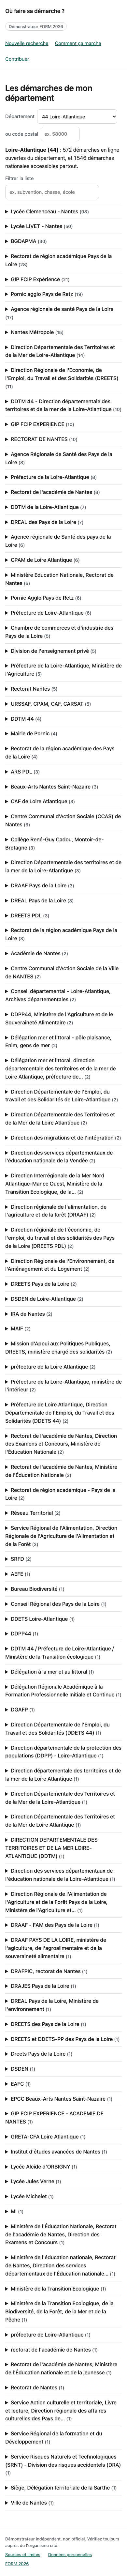 Où faire sa démarche ?
Démonstrateur FORM 2026
Nouvelle recherche Comment ça marche
Contribuer
Les démarches de mon
département
Département 44 Loire-Atlantique
ou code postal ex. 58000
Loire-Atlantique (44) : 572 démarches en ligne
ouvertes au département, et 1546 démarches
nationales accessibles partout.
Filtrer la liste
ex. subvention, chasse, école
▶ Lycée Clemenceau - Nantes (98)
▶ Lycée LIVET - Nantes (50)
▶ BGDAPMA (30)
▶ Rectorat de région académique Pays de la
Loire (28)
▶ GIP FCIP Expérience (21)
▶ Pornic agglo Pays de Retz (19)
▶ Agence régionale de santé Pays de la Loire
(17)
▶ Nantes Métropole (15)
▶ Direction Départementale des Territoires et
de la Mer de Loire-Atlantique (14)
▶ Direction Régionale de l'Economie, de
l'Emploi, du Travail et des Solidarités (DREETS)
(11)
▶ DDTM 44 - Direction départementale des
territoires et de la mer de la Loire-Atlantique (10)
▶ GIP FCIP EXPERIENCE (10)
▶ RECTORAT DE NANTES (10)
▶ Agence Régionale de Santé des Pays de la
Loire (8)
▶ Préfecture de la Loire-Atlantique (8)
▶ Rectorat de l'académie de Nantes (8)
▶ DDTM de la Loire-Atlantique (7)
▶ DREAL des Pays de la Loire (7)
▶ Agence régionale de Santé des pays de la
Loire (6)
▶ CPAM de Loire Atlantique (6)
▶ Ministère Education Nationale, Rectorat de
Nantes (6)
▶ Pornic Agglo Pays de Retz (6)
▶ Préfecture de Loire-Atlantique (6)
▶ Chambre de commerces et d'industrie des
Pays de la Loire (5)
▶ Division de l'enseignement privé (5)
▶ Préfecture de la Loire-Atlantique, Ministère de
l'Agriculture (5)
▶ Rectorat Nantes (5)
▶ URSSAF, CPAM, CAF, CARSAT (5)
▶ DDTM 44 (4)
▶ Mairie de Pornic (4)
▶ Rectorat de la région académique des Pays
de la Loire (4)
▶ ARS PDL (3)
▶ Beaux-Arts Nantes Saint-Nazaire (3)
▶ CAF de Loire Atlantique (3)
▶ Centre Communal d'Action Sociale (CCAS) de
Nantes (3)
▶ Collège René-Guy Cadou, Montoir-de-
Bretagne (3)
▶ Direction Départementale des territoires et de
la mer de la Loire-Atlantique (3)
▶ DRAAF Pays de la Loire (3)
▶ DREAL Pays de la Loire (3)
▶ DREETS PDL (3)
▶ Rectorat de la région académique Pays de la
Loire (3)
▶ Académie de Nantes (2)
▶ Centre Communal d'Action Sociale de la Ville
de NANTES (2)
▶ Conseil départemental - Loire-Atlantique,
Archives départementales (2)
▶ DDPP44, Ministère de l'Agriculture et de le
Souveraineté Alimentaire (2)
▶ Délégation mer et littoral - pôle plaisance,
Enim, gens de mer (2)
▶ Délégation mer et littoral, direction
départementale des territoires et de la mer de
Loire Atlantique, préfecture de... (2)
▶ Direction Départementale de l'Emploi, du
travail et des Solidarités de Loire-Atlantique (2)
▶ Direction Départementale des Territoires et
de la Mer de la Loire Atlantique (2)
▶ Direction des migrations et de l'intégration (2)
▶ Direction des services départementaux de
l'éducation nationale de la Vendée (2)
▶ Direction Interrégionale de la Mer Nord
Atlantique-Mance Ouest, Ministère de la
Transition Ecologique, de la... (2)
▶ Direction régionale de l'alimentation, de
l'agriculture et de la forêt (DRAAF) (2)
▶ Direction régionale de l'économie, de
l'emploi, du travail et des solidarités des Pays
de la Loire (DREETS PDL) (2)
▶ Direction Régionale de l'Environnement, de
l'Aménagement et du Logement (2)
▶ DREETS Pays de la Loire (2)
▶ DSDEN de Loire-Atlantique (2)
▶ IRA de Nantes (2)
▶ MAIF (2)
▶ Mission d'Appui aux Politiques Publiques,
DREETS, ministère chargé des solidarités (2)
▶ préfecture de la Loire Atlantique (2)
▶ Préfecture de la Loire-Atlantique, ministère de
l'intérieur (2)
▶ Préfecture de Loire Atlantique, Direction
Départementale de l'Emploi, du Travail et des
Solidarités (DDETS 44) (2)
▶ Rectorat de l'académie de Nantes, Direction
des Examens et Concours, Ministère de
l'Éducation Nationale (2)
▶ Rectorat de l'académie de Nantes, Ministère
de l'Éducation Nationale (2)
▶ Rectorat de région académique - Pays de la
Loire (2)
▶ Réseau Territorial (2)
▶ Service Régional de l'Alimentation, Direction
Régionale de l'Agriculture de l'Alimentation et
de la Forêt (2)
▶ SRFD (2)
▶ AEFE (1)
▶ Bureau Biodiversité (1)
▶ Conseil Régional des Pays de la Loire (1)
▶ DDETS Loire-Atlantique (1)
▶ DDPP44 (1)
▶ DDTM 44 / Préfecture de Loire-Atlantique /
Ministère de la Transition écologique (1)
▶ Délégation à la mer et au littoral (1)
▶ Délégation Régionale Académique à la
Formation Professionnelle Initiale et Continue (1)
▶ DGAFP (1)
▶ Direction Départementale de l'Emploi, du
Travail et des Solidarités (DDETS 44) (1)
▶ Direction départementale de la protection des
populations (DDPP) - Loire-Atlantique (1)
▶ Direction départementale des territoires et de
la mer de Loire Atlantique (1)
▶ Direction Départementale des Territoires et
de la Mer de la Loire-Atlantique (1)
▶ Direction Départementale des Territoires et
de la Mer de Loire Atlantique (1)
▶ DIRECTION DEPARTEMENTALE DES
TERRITOIRES ET DE LA MER LOIRE-
ATLANTIQUE (DDTM) (1)
▶ Direction des services départementaux de
l'éducation nationale de la Loire-Atlantique (1)
▶ Direction Régionale de l'Alimentation de
l'Agriculture et de la Forêt Pays de la Loire,
Ministère de l'Agriculture et... (1)
▶ DRAAF - FAM des Pays de la Loire (1)
▶ DRAAF PAYS DE LA LOIRE, ministère de
l'agiculture, de l'agroalimentaire et de la
souveraineté alimentaire (1)
▶ DRAFPIC, rectorat de Nantes (1)
▶ DRAJES Pays de la Loire (1)
▶ DREAL Pays de la Loire, Ministère de
l'environnement (1)
▶ DREETS des Pays de la Loire (1)
▶ DREETS et DDETS-PP des Pays de la Loire (1)
▶ Dreets Pays de la Loire (1)
▶ DSDEN (1)
▶ EAFC (1)
▶ EPCC Beaux-Arts Nantes Saint-Nazaire (1)
▶ GIP FCIP EXPERIENCE - ACADEMIE DE
NANTES (1)
▶ GRETA-CFA Loire Atlantique (1)
▶ Institut d'études avancées de Nantes (1)
▶ Lycée Alcide d'ORBIGNY (1)
▶ Lycée Jules Verne (1)
▶ Lycée Michelet (1)
▶ MI (1)
▶ Ministère de l'Éducation Nationale, Rectorat
de l'académie de Nantes, Direction des
Examens et Concours (1)
▶ Ministère de l'éducation nationale, Rectorat
de Nantes, Direction des services
départementaux de l'Éducation nationale... (1)
▶ Ministère de la Transition Ecologique (1)
▶ Ministère de la Transition Ecologique, de la
Biodiversité, de la Forêt, de la Mer et de la
Pêche (1)
▶ préfecture de Loire-Atlantique (1)
▶ rectorat de l'académie de Nantes (1)
▶ Rectorat de l'académie de Nantes, Ministère
de l'Éducation nationale et de la jeunesse (1)
▶ Rectorat de Nantes (1)
▶ Service Action culturelle et territoriale, Livre
et lecture, Direction régionale des affaires
culturelles des Pays de... (1)
▶ Service Régional de la formation et du
Développement (1)
▶ Service Risques Naturels et Technologiques
(SRNT) - Division des risques accidentels (DRA)
(1)
▶ Siège, Délégation territoriale de la Sarthe (1)
▶ Ville de Nantes (1)
Démonstrateur indépendant, non officiel. Vérifiez toujours
auprès de l'organisme cité.
Sources et limites Données personnelles
FORM 2026